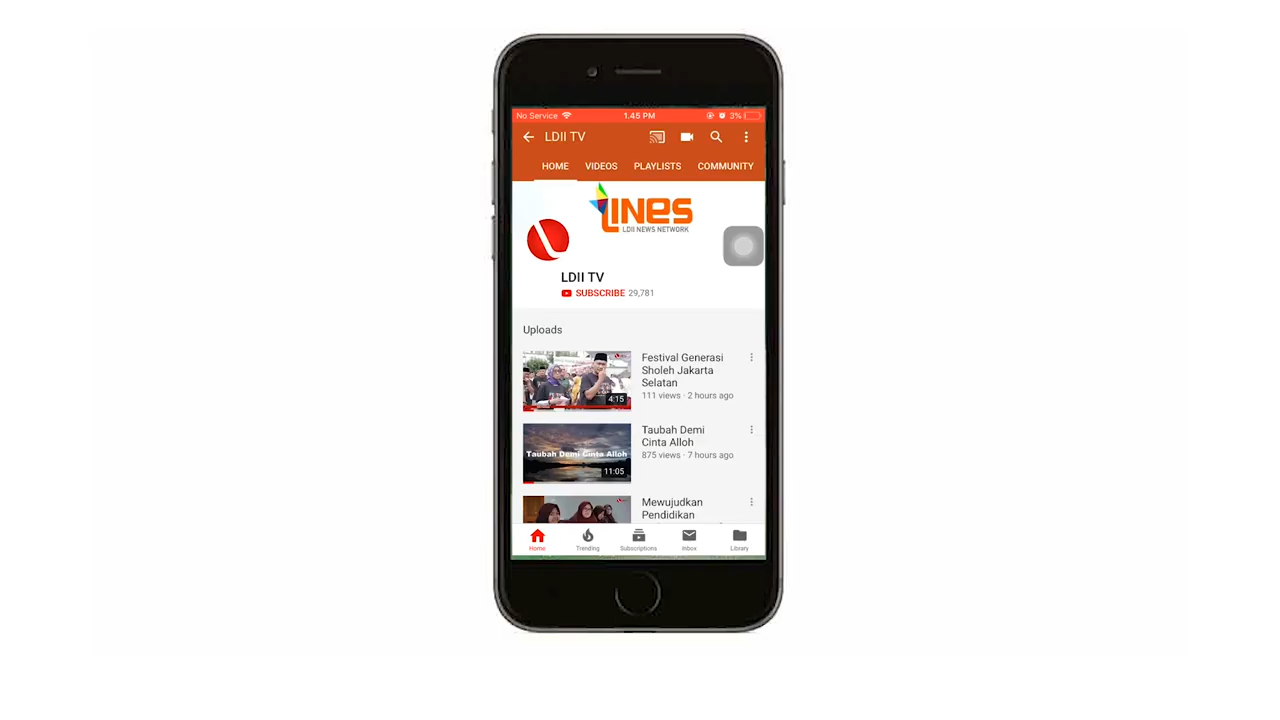 No Service 1.45 PM 3%
LDII TV
HOME VIDEOS PLAYLISTS COMMUNITY
LINES
LDII NEWS NETWORK
LDII TV
SUBSCRIBE 29,781
Uploads
Festival Generasi
Sholeh Jakarta
Selatan
111 views · 2 hours ago
4:15
Taubah Demi
Cinta Alloh
875 views · 7 hours ago
Taubah Demi Cinta Alloh
11:05
Mewujudkan
Pendidikan
Home Trending Subscriptions Inbox Library